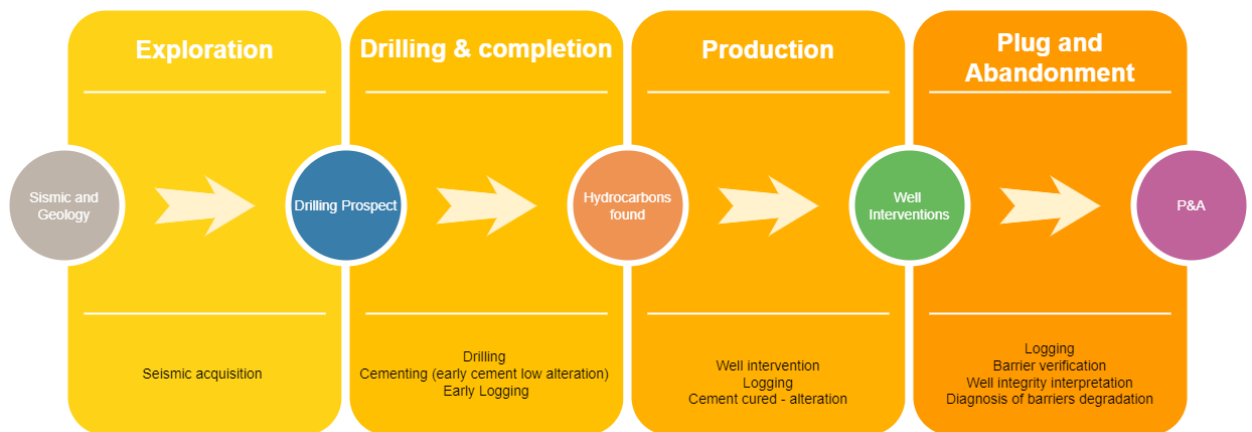 Exploration
Drilling & completion
Production
Plug and
Abandonment
Sismic and
Geology
Drilling Prospect
Hydrocarbons
found
Well
Interventions
P&A
Seismic acquisition
Drilling
Cementing (early cement low alteration)
Early Logging
Well intervention
Logging
Cement cured - alteration
Logging
Barrier verification
Well integrity interpretation
Diagnosis of barriers degradation